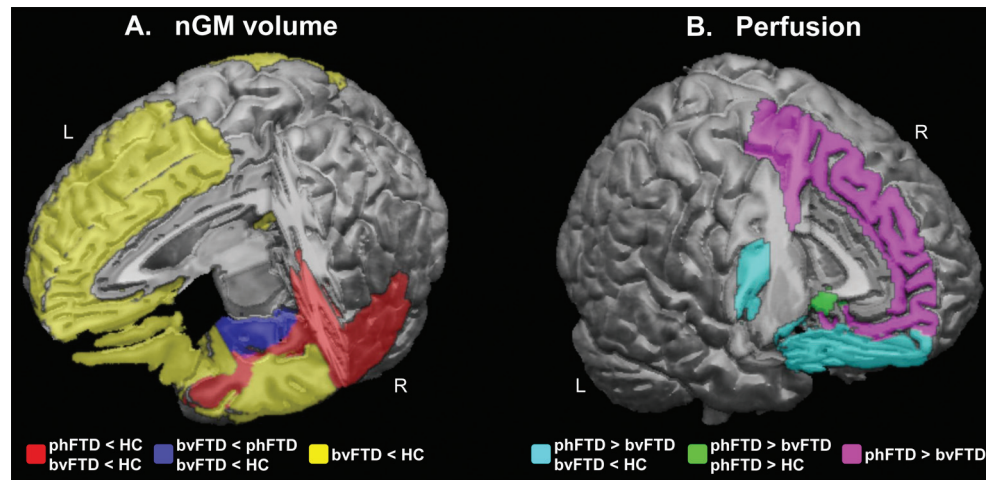 A. nGM volume
B. Perfusion
L
R
R
L
phFTD < HC
bvFTD < HC
bvFTD < phFTD
bvFTD < HC
bvFTD < HC
phFTD > bvFTD
bvFTD < HC
phFTD > bvFTD
phFTD > HC
phFTD > bvFTD